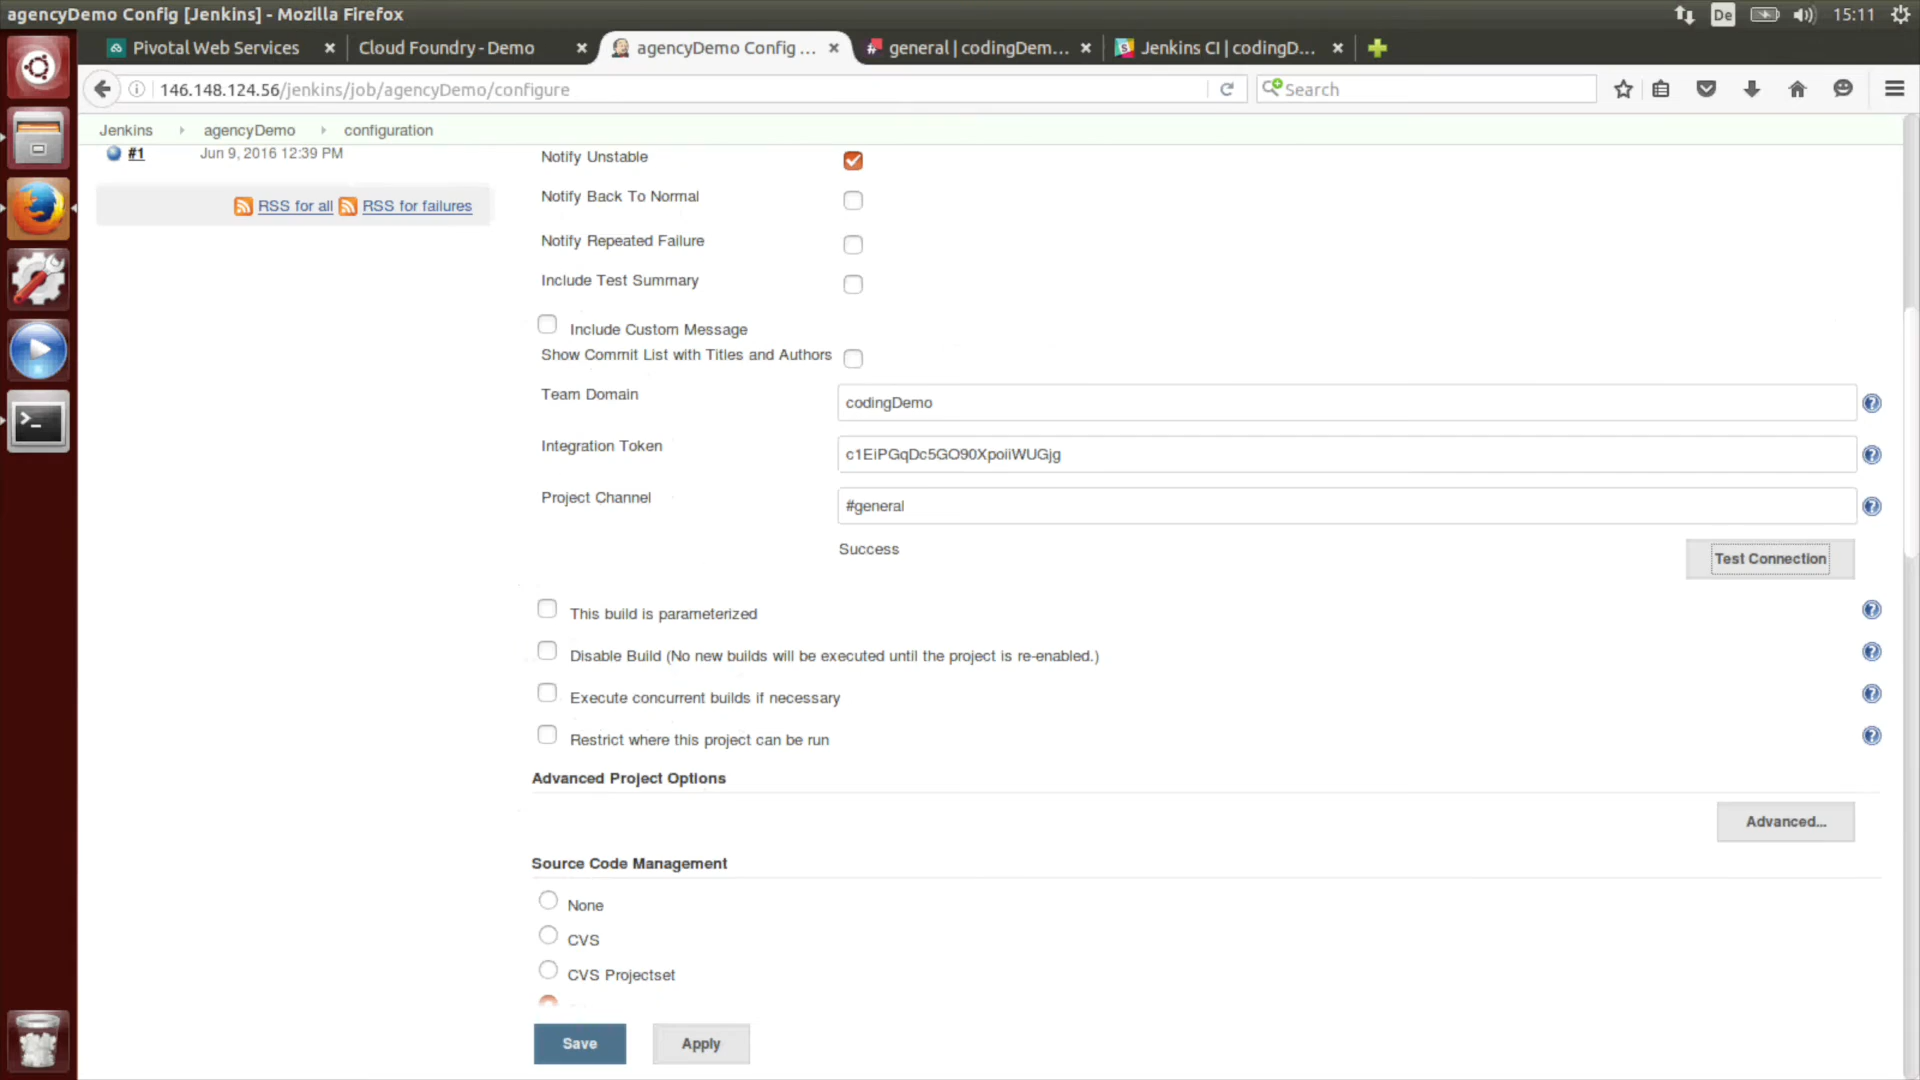 agencyDemo Config [Jenkins] - Mozilla Firefox
De
15:11
Pivotal Web Services
Cloud Foundry - Demo
agencyDemo Config ...
general | codingDem...
Jenkins CI | codingD...
146.148.124.56/jenkins/job/agencyDemo/configure
Search
Jenkins
agencyDemo
configuration
#1
Jun 9, 2016 12:39 PM
RSS for all
RSS for failures
Notify Unstable
Notify Back To Normal
Notify Repeated Failure
Include Test Summary
Include Custom Message
Show Commit List with Titles and Authors
Team Domain
codingDemo
Integration Token
c1EiPGqDc5GO90XpoiiWUGjg
Project Channel
#general
Success
Test Connection
This build is parameterized
Disable Build (No new builds will be executed until the project is re-enabled.)
Execute concurrent builds if necessary
Restrict where this project can be run
Advanced Project Options
Advanced...
Source Code Management
None
CVS
CVS Projectset
Save
Apply